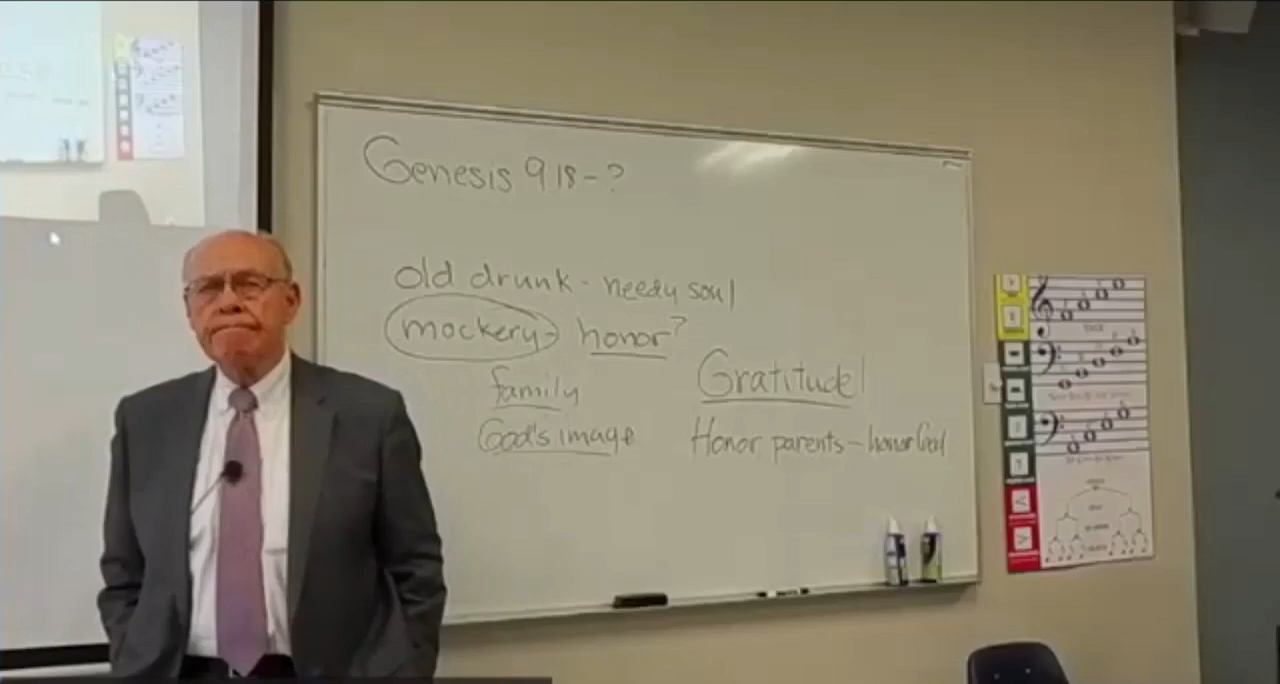 Genesis 9 18-?
old drunk - needy soul
mockery - honor?
family
Gratitude!
God's image
Honor parents - honor God